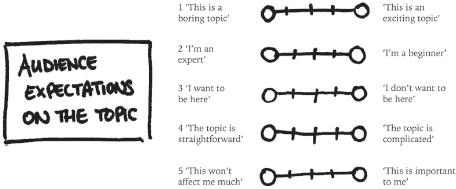 AUDIENCE
EXPECTATIONS
ON THE TOPIC
1 'This is a
boring topic'
'This is an
exciting topic'
2 'I'm an
expert'
'I'm a beginner'
3 'I want to
be here'
'I don't want to
be here'
4 'The topic is
straightforward'
'The topic is
complicated'
5 'This won't
affect me much'
'This is important
to me'